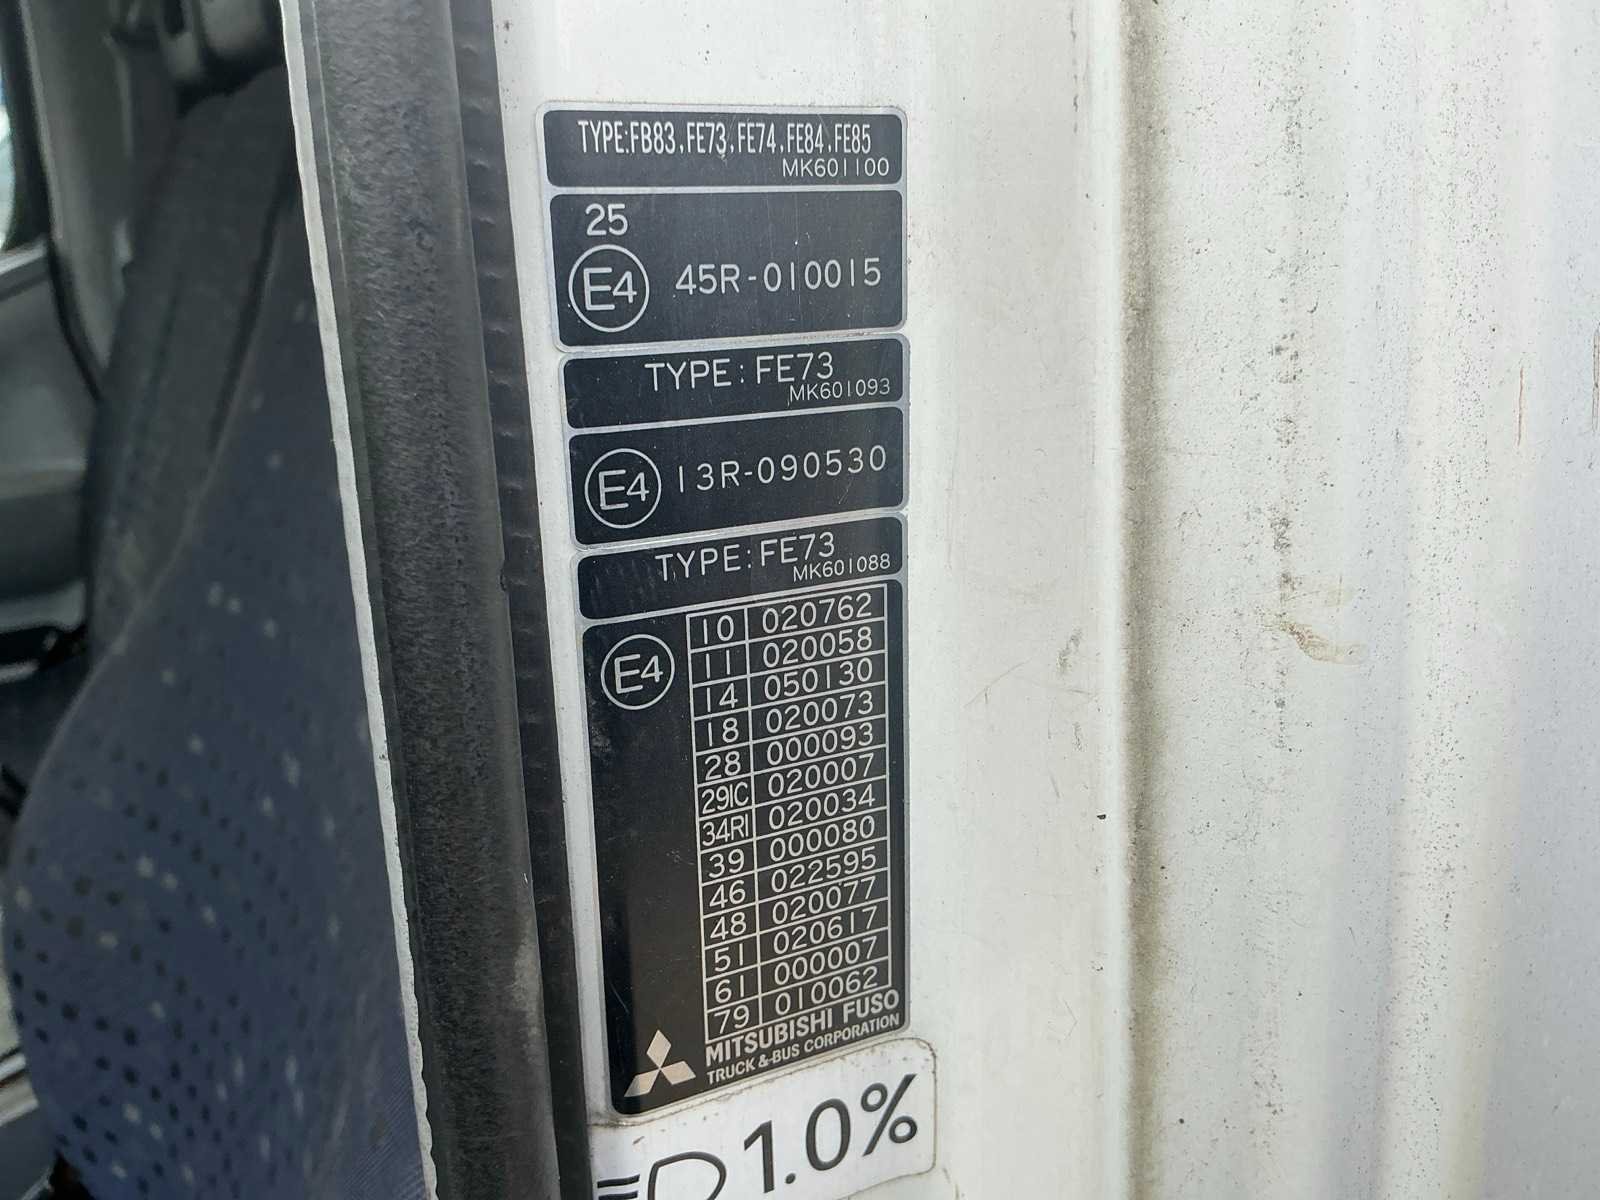 TYPE:FB83,FE73,FE74,FE84,FE85
MK601100
25
E4 45R-010015
TYPE:FE73
MK601093
E4 13R-090530
TYPE:FE73
MK601088
E4
10 020762
11 020058
14 050130
18 020073
28 000093
29IC 020007
34RI 020034
39 000080
46 022595
48 020077
51 020617
61 000007
79 010062
MITSUBISHI FUSO
TRUCK & BUS CORPORATION
1.0%